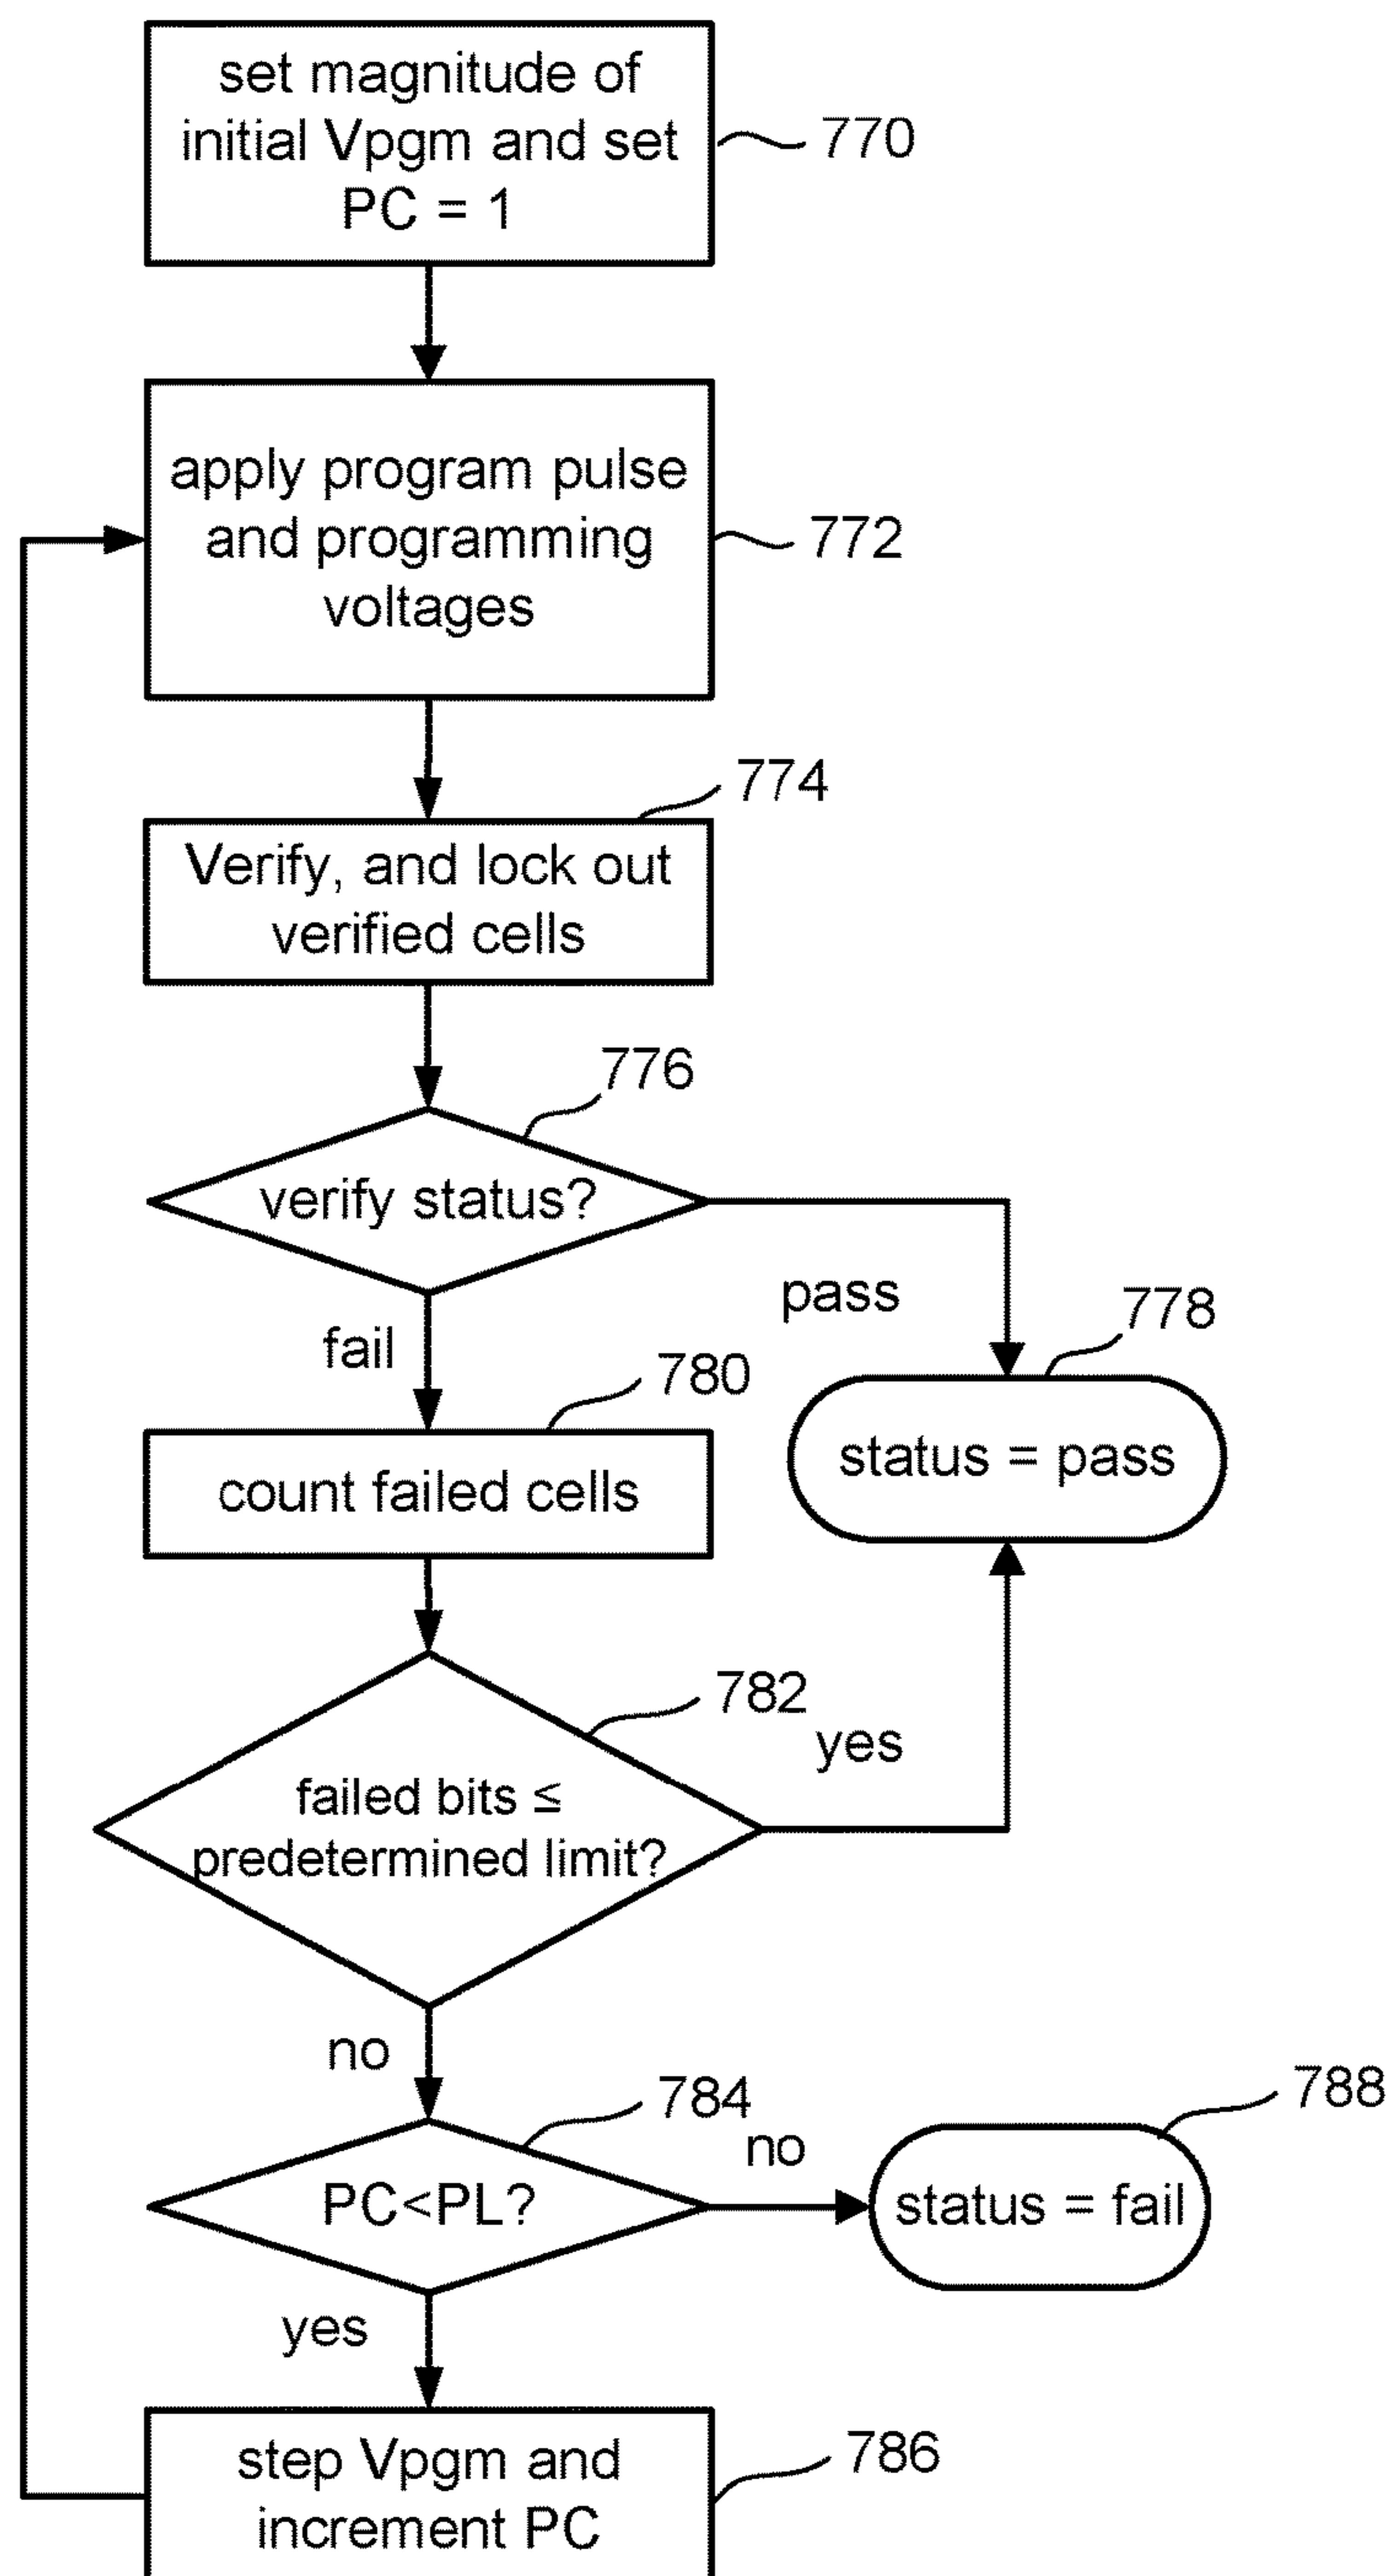 set magnitude of
initial Vpgm and set
PC = 1
770
apply program pulse
and programming
voltages
772
774
Verify, and lock out
verified cells
776
verify status?
pass
fail
778
780
status = pass
count failed cells
782
yes
failed bits ≤
predetermined limit?
no
784
788
no
PC<PL?
status = fail
yes
step Vpgm and
increment PC
786